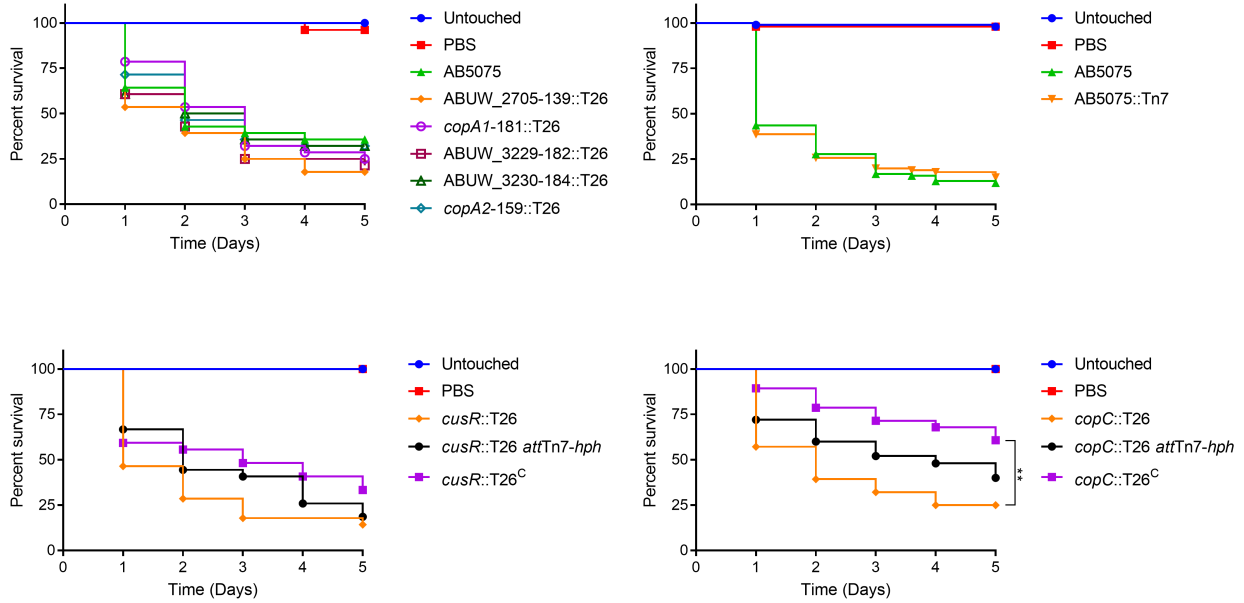 Percent survival
100
75
50
25
0
0 1 2 3 4 5
Time (Days)
Untouched
PBS
AB5075
ABUW_2705-139::T26
copA1-181::T26
ABUW_3229-182::T26
ABUW_3230-184::T26
copA2-159::T26
Percent survival
100
75
50
25
0
0 1 2 3 4 5
Time (Days)
Untouched
PBS
AB5075
AB5075::Tn7
Percent survival
100
75
50
25
0
0 1 2 3 4 5
Time (Days)
Untouched
PBS
cusR::T26
cusR::T26 attTn7-hph
cusR::T26ᶜ
Percent survival
100
75
50
25
0
0 1 2 3 4 5
Time (Days)
**
Untouched
PBS
copC::T26
copC::T26 attTn7-hph
copC::T26ᶜ